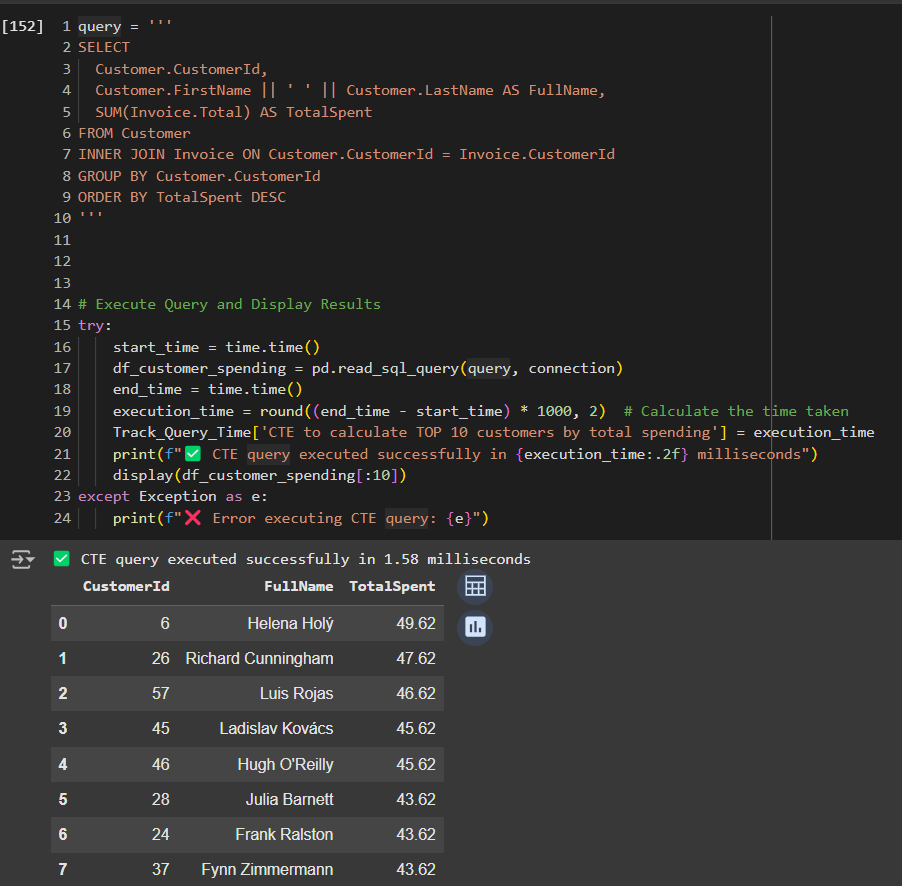 [152] 1 query = '''
2 SELECT
3   Customer.CustomerId,
4   Customer.FirstName || ' ' || Customer.LastName AS FullName,
5   SUM(Invoice.Total) AS TotalSpent
6 FROM Customer
7 INNER JOIN Invoice ON Customer.CustomerId = Invoice.CustomerId
8 GROUP BY Customer.CustomerId
9 ORDER BY TotalSpent DESC
10 '''
11
12
13
14 # Execute Query and Display Results
15 try:
16     start_time = time.time()
17     df_customer_spending = pd.read_sql_query(query, connection)
18     end_time = time.time()
19     execution_time = round((end_time - start_time) * 1000, 2)  # Calculate the time taken
20     Track_Query_Time['CTE to calculate TOP 10 customers by total spending'] = execution_time
21     print(f"✅ CTE query executed successfully in {execution_time:.2f} milliseconds")
22     display(df_customer_spending[:10])
23 except Exception as e:
24     print(f"❌ Error executing CTE query: {e}")
✅ CTE query executed successfully in 1.58 milliseconds
CustomerId FullName TotalSpent
0 6 Helena Holý 49.62
1 26 Richard Cunningham 47.62
2 57 Luis Rojas 46.62
3 45 Ladislav Kovács 45.62
4 46 Hugh O'Reilly 45.62
5 28 Julia Barnett 43.62
6 24 Frank Ralston 43.62
7 37 Fynn Zimmermann 43.62